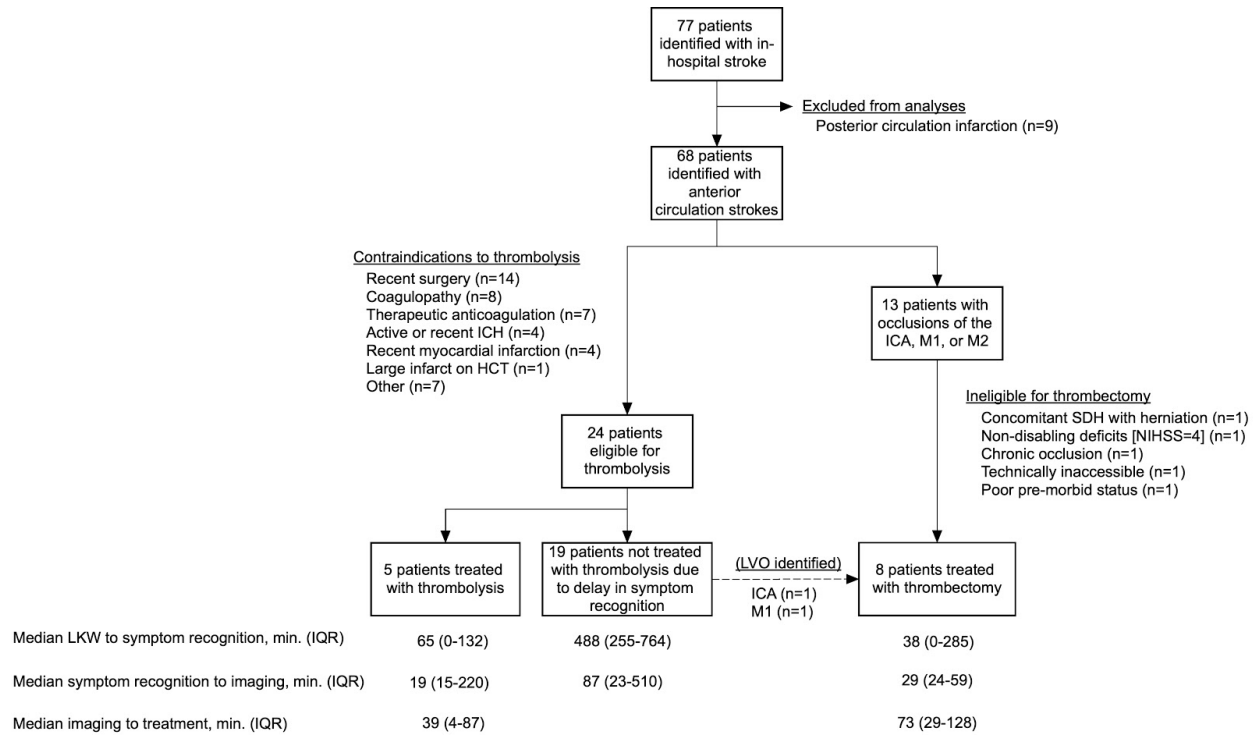 77 patients
identified with in-
hospital stroke
Excluded from analyses
Posterior circulation infarction (n=9)
68 patients
identified with
anterior
circulation strokes
Contraindications to thrombolysis
Recent surgery (n=14)
Coagulopathy (n=8)
Therapeutic anticoagulation (n=7)
Active or recent ICH (n=4)
Recent myocardial infarction (n=4)
Large infarct on HCT (n=1)
Other (n=7)
13 patients with
occlusions of the
ICA, M1, or M2
Ineligible for thrombectomy
Concomitant SDH with herniation (n=1)
Non-disabling deficits [NIHSS=4] (n=1)
Chronic occlusion (n=1)
Technically inaccessible (n=1)
Poor pre-morbid status (n=1)
24 patients
eligible for
thrombolysis
5 patients treated
with thrombolysis
19 patients not treated
with thrombolysis due
to delay in symptom
recognition
(LVO identified)
ICA (n=1)
M1 (n=1)
8 patients treated
with thrombectomy
Median LKW to symptom recognition, min. (IQR) 65 (0-132) 488 (255-764) 38 (0-285)
Median symptom recognition to imaging, min. (IQR) 19 (15-220) 87 (23-510) 29 (24-59)
Median imaging to treatment, min. (IQR) 39 (4-87) 73 (29-128)